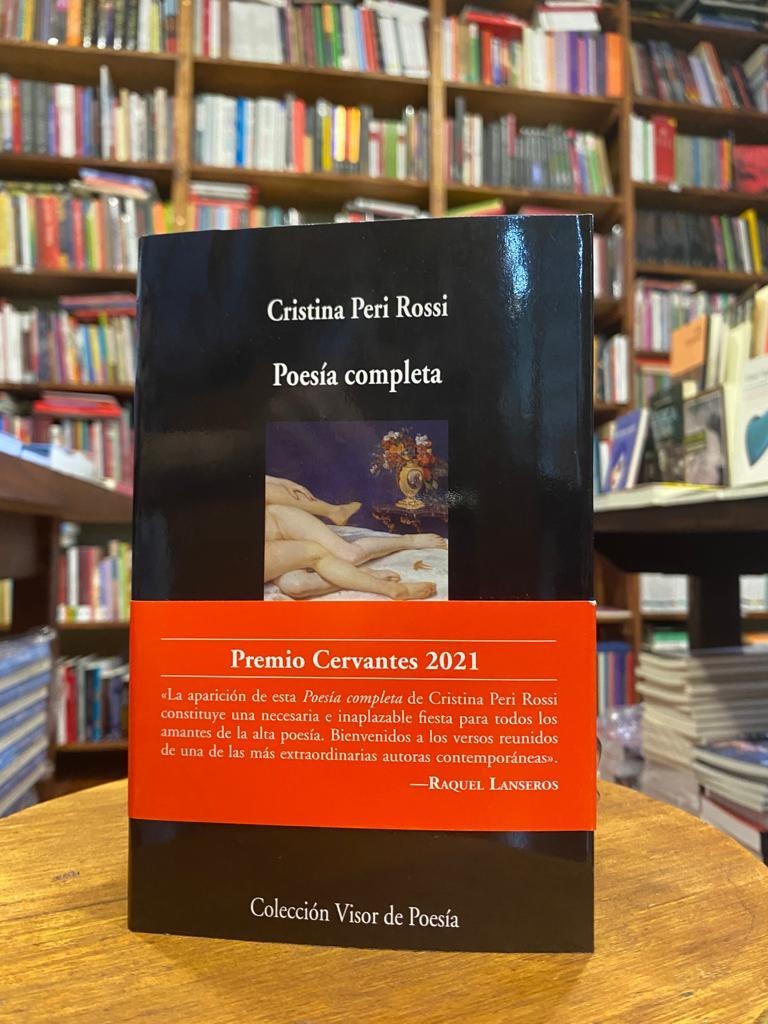 Cristina Peri Rossi
Poesía completa
Premio Cervantes 2021
«La aparición de esta Poesía completa de Cristina Peri Rossi
constituye una necesaria e inaplazable fiesta para todos los
amantes de la alta poesía. Bienvenidos a los versos reunidos
de una de las más extraordinarias autoras contemporáneas».
—Raquel Lanseros
Colección Visor de Poesía